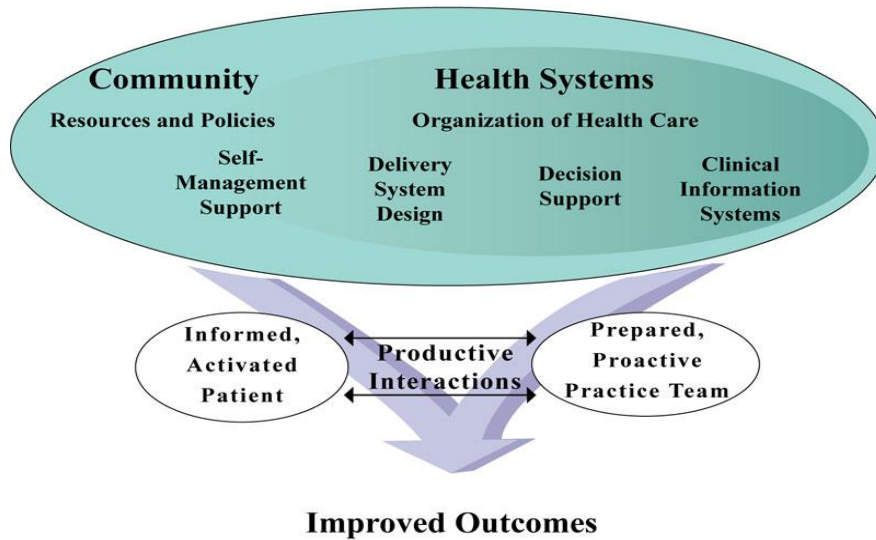 Community
Health Systems
Resources and Policies
Organization of Health Care
Self-
Management
Support
Delivery
System
Design
Decision
Support
Clinical
Information
Systems
Informed,
Activated
Patient
Productive
Interactions
Prepared,
Proactive
Practice Team
Improved Outcomes